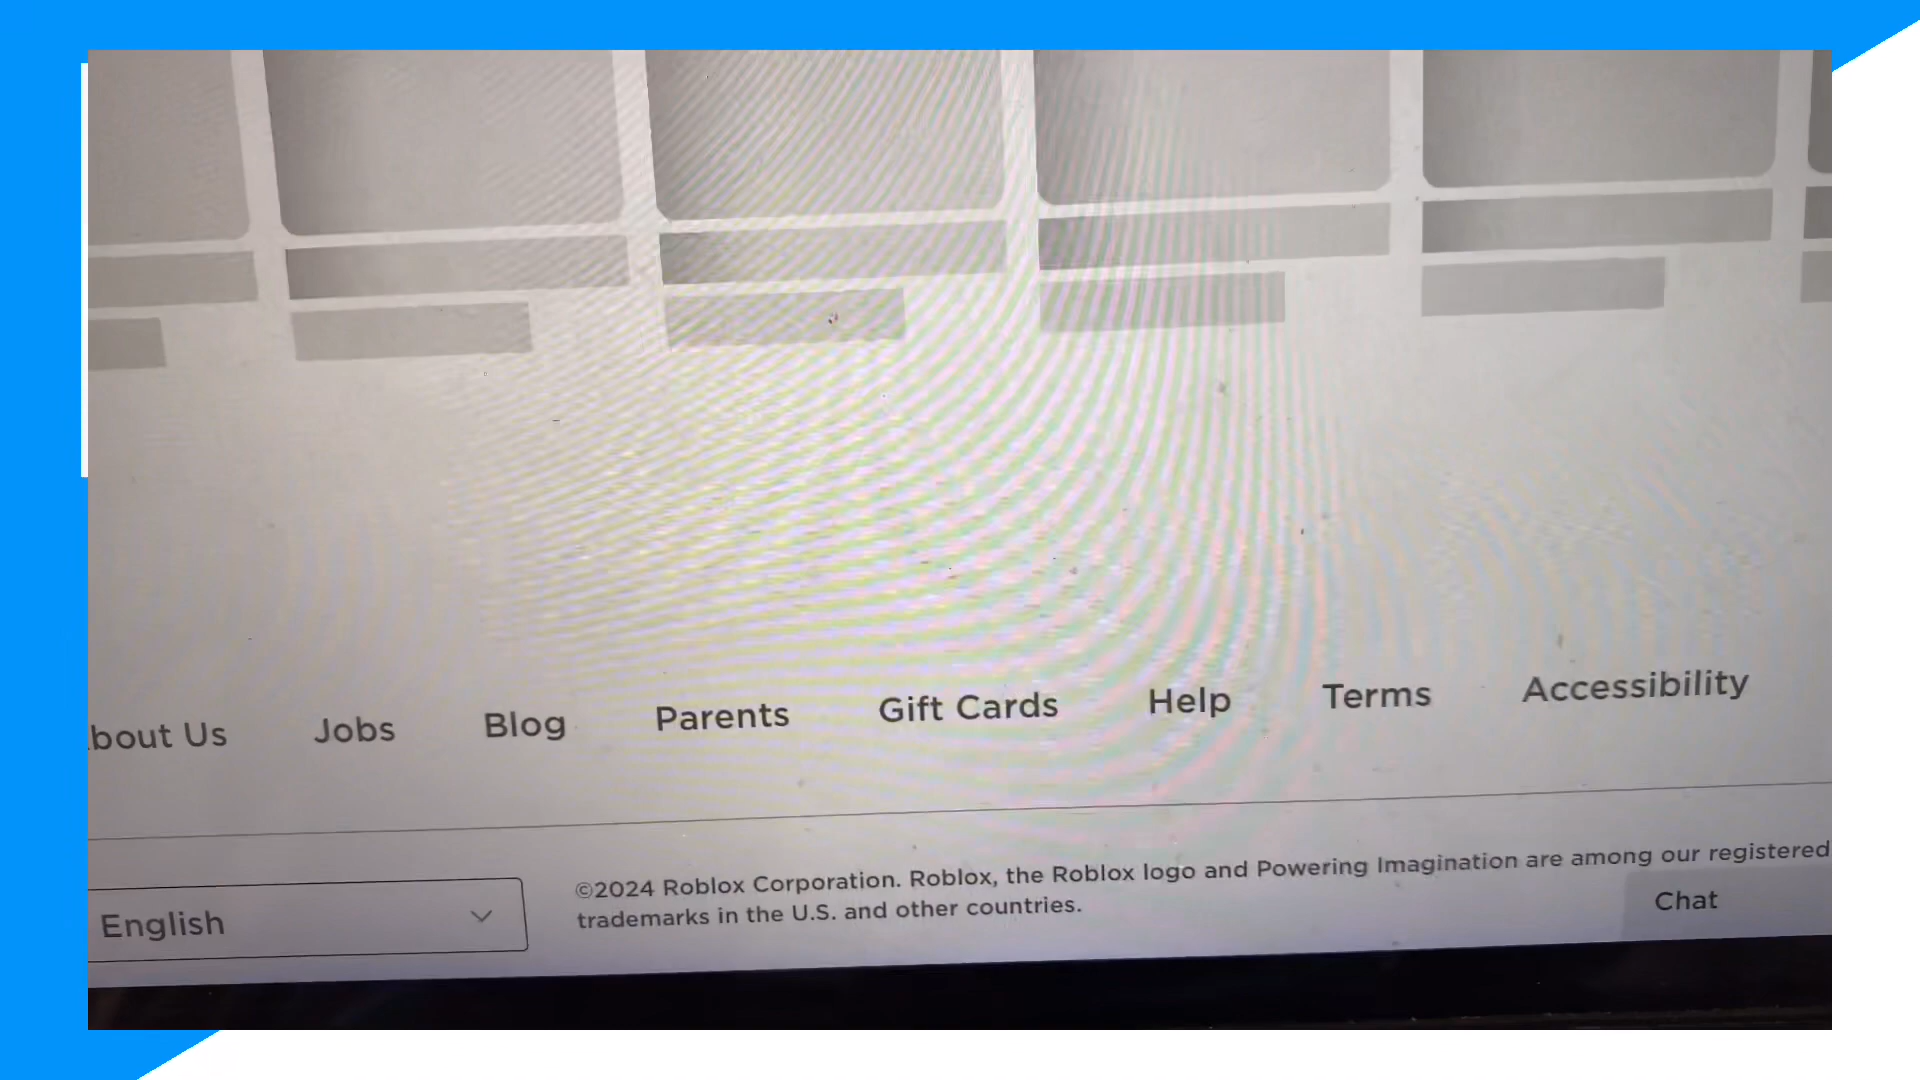 bout Us Jobs Blog Parents Gift Cards Help Terms Accessibility
English
©2024 Roblox Corporation. Roblox, the Roblox logo and Powering Imagination are among our registered
trademarks in the U.S. and other countries.
Chat